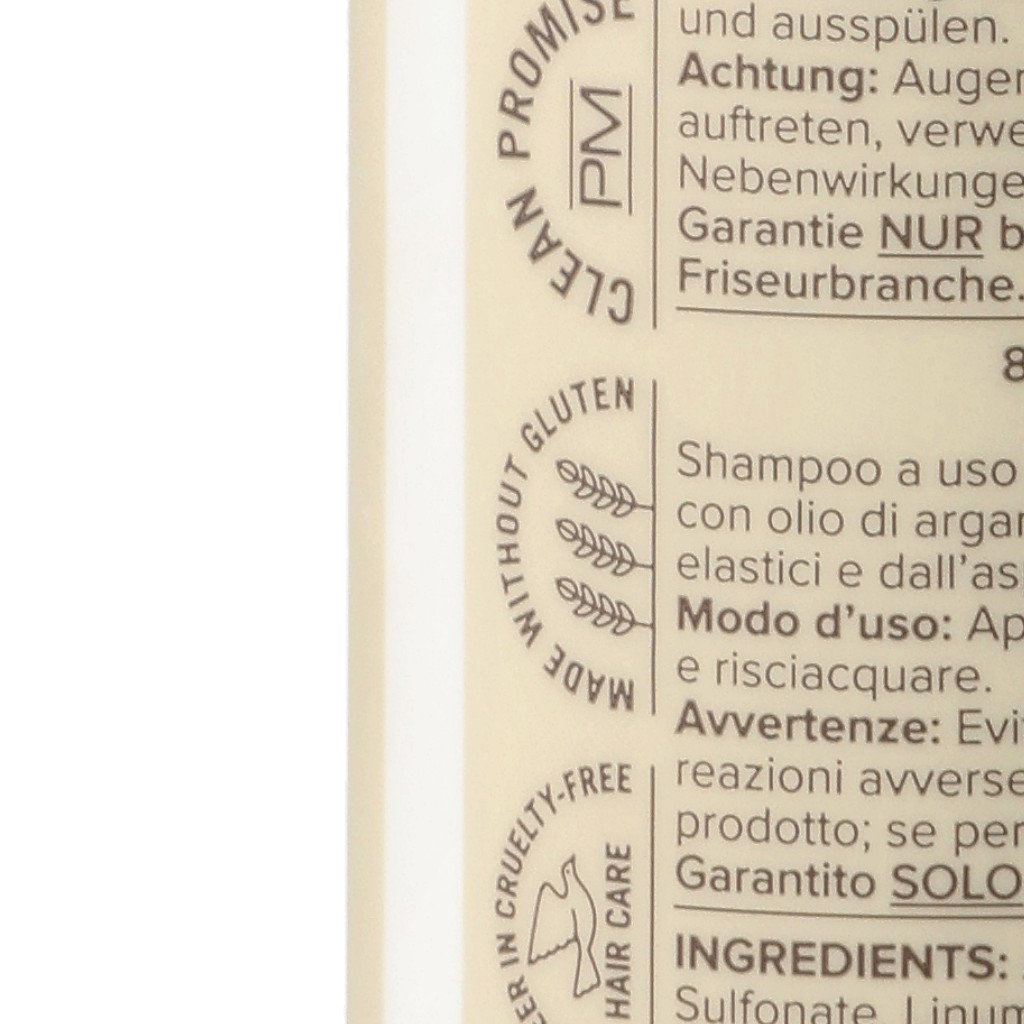 CLEAN PROMISE
PM
und ausspülen.
Achtung: Augen
auftreten, verwe
Nebenwirkunge
Garantie NUR b
Friseurbranche.
8
MADE WITHOUT GLUTEN
Shampoo a uso
con olio di argan
elastici e dall’as
Modo d’uso: Ap
e risciacquare.
Avvertenze: Evi
reazioni avverse
prodotto; se per
Garantito SOLO
ER IN CRUELTY-FREE
HAIR CARE
INGREDIENTS:
Sulfonate, Linum